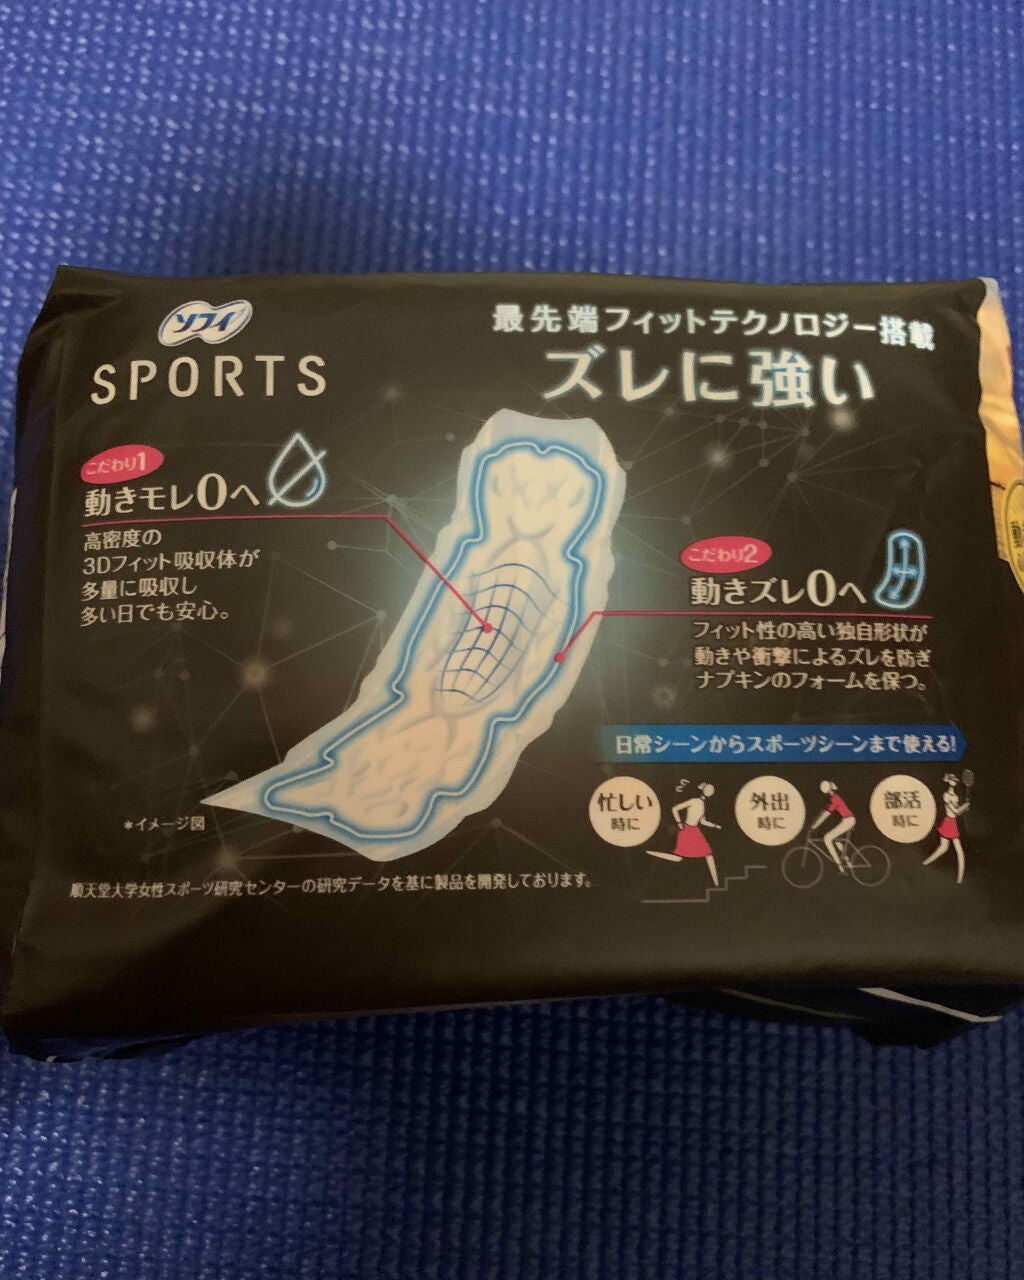 ソフィ
SPORTS
最先端フィットテクノロジー搭載
ズレに強い
こだわり1
動きモレ0へ
高密度の
3Dフィット吸収体が
多量に吸収し
多い日でも安心。
こだわり2
動きズレ0へ
フィット性の高い独自形状が
動きや衝撃によるズレを防ぎ
ナプキンのフォームを保つ。
日常シーンからスポーツシーンまで使える!
忙しい
時に
外出
時に
部活
時に
*イメージ図
順天堂大学女性スポーツ研究センターの研究データを基に製品を開発しております。